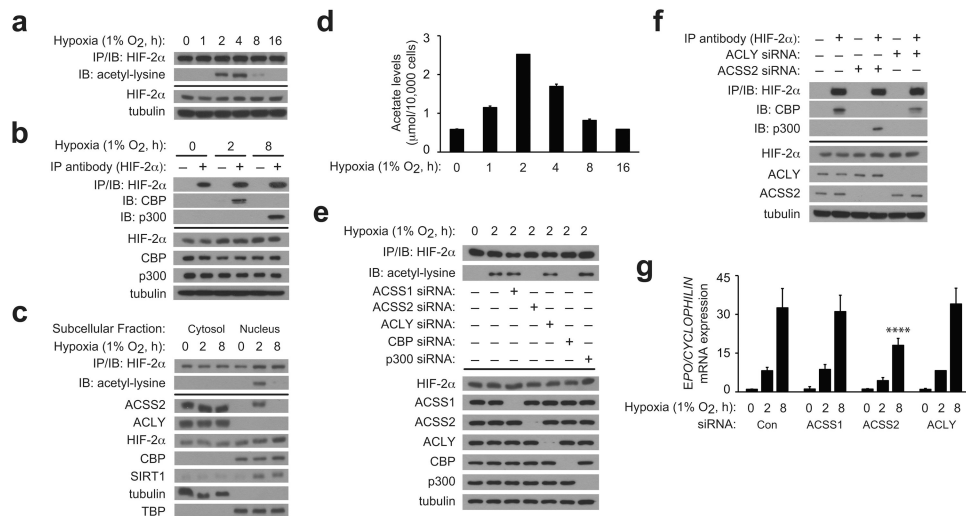 a
Hypoxia (1% O2, h): 0 1 2 4 8 16
IP/IB: HIF-2α
IB: acetyl-lysine
HIF-2α
tubulin
b
Hypoxia (1% O2, h): 0 2 8
IP antibody (HIF-2α): – + – + – +
IP/IB: HIF-2α
IB: CBP
IB: p300
HIF-2α
CBP
p300
tubulin
c
Subcellular Fraction: Cytosol Nucleus
Hypoxia (1% O2, h): 0 2 8 0 2 8
IP/IB: HIF-2α
IB: acetyl-lysine
ACSS2
ACLY
HIF-2α
CBP
SIRT1
tubulin
TBP
d
Acetate levels
(μmol/10,000 cells)
3
2
1
0
Hypoxia (1% O2, h): 0 1 2 4 8 16
e
Hypoxia (1% O2, h): 0 2 2 2 2 2 2
IP/IB: HIF-2α
IB: acetyl-lysine
ACSS1 siRNA: – – + – – – –
ACSS2 siRNA: – – – + – – –
ACLY siRNA: – – – – + – –
CBP siRNA: – – – – – + –
p300 siRNA: – – – – – – +
HIF-2α
ACSS1
ACSS2
ACLY
CBP
p300
tubulin
f
IP antibody (HIF-2α): – + – + – +
ACLY siRNA: – – – – + +
ACSS2 siRNA: – – + + – –
IP/IB: HIF-2α
IB: CBP
IB: p300
HIF-2α
ACLY
ACSS2
tubulin
g
EPO/CYCLOPHILIN
mRNA expression
45
30
15
0
****
Hypoxia (1% O2, h): 0 2 8 0 2 8 0 2 8 0 2 8
siRNA: Con ACSS1 ACSS2 ACLY